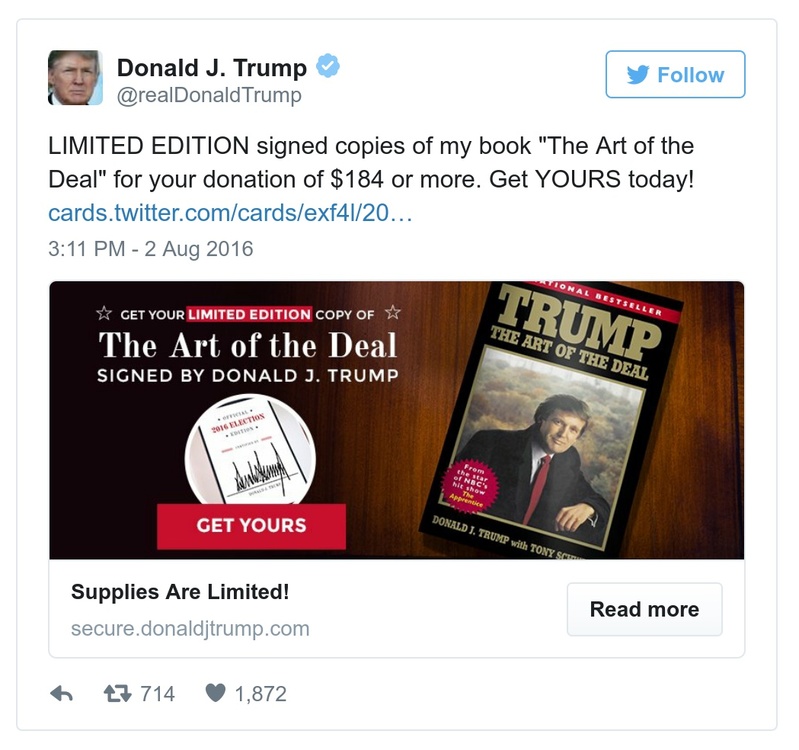 Donald J. Trump
@realDonaldTrump
Follow
LIMITED EDITION signed copies of my book "The Art of the
Deal" for your donation of $184 or more. Get YOURS today!
cards.twitter.com/cards/exf4l/20…
3:11 PM - 2 Aug 2016
GET YOUR LIMITED EDITION COPY OF
The Art of the Deal
SIGNED BY DONALD J. TRUMP
OFFICIAL
2016 ELECTION
EDITION
DONALD J. TRUMP
GET YOURS
NATIONAL BESTSELLER
TRUMP
THE ART OF THE DEAL
From
the star
of NBC's
hit show
The
Apprentice
DONALD J. TRUMP with TONY
Supplies Are Limited!
secure.donaldjtrump.com
Read more
714
1,872